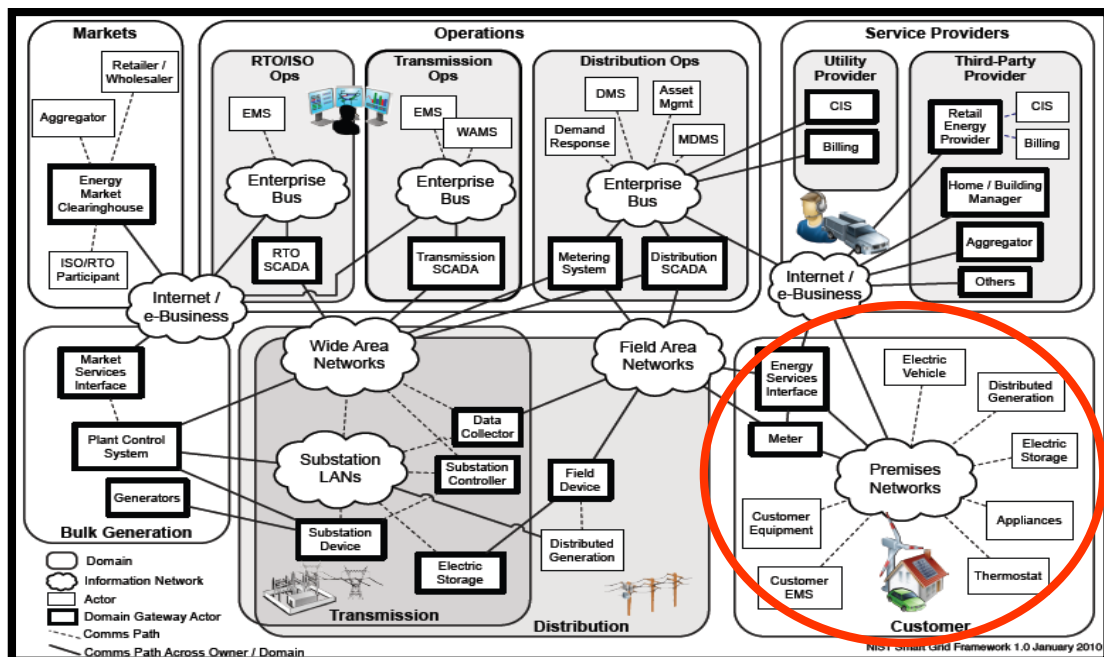 Markets
Retailer /
Wholesaler
Aggregator
Energy
Market
Clearinghouse
ISO/RTO
Participant
Internet /
e-Business
Operations
RTO/ISO
Ops
EMS
Enterprise
Bus
RTO
SCADA
Transmission
Ops
EMS
WAMS
Enterprise
Bus
Transmission
SCADA
Distribution Ops
DMS
Asset
Mgmt
Demand
Response
MDMS
Enterprise
Bus
Metering
System
Distribution
SCADA
Service Providers
Utility
Provider
CIS
Billing
Third-Party
Provider
Retail
Energy
Provider
CIS
Billing
Home / Building
Manager
Aggregator
Others
Internet /
e-Business
Market
Services
Interface
Plant Control
System
Generators
Bulk Generation
Wide Area
Networks
Field Area
Networks
Data
Collector
Substation
LANs
Substation
Controller
Field
Device
Substation
Device
Electric
Storage
Distributed
Generation
Transmission
Distribution
Energy
Services
Interface
Meter
Electric
Vehicle
Distributed
Generation
Electric
Storage
Premises
Networks
Appliances
Customer
Equipment
Customer
EMS
Thermostat
Customer
Domain
Information Network
Actor
Domain Gateway Actor
Comms Path
Comms Path Across Owner / Domain
NIST Smart Grid Framework 1.0 January 2010